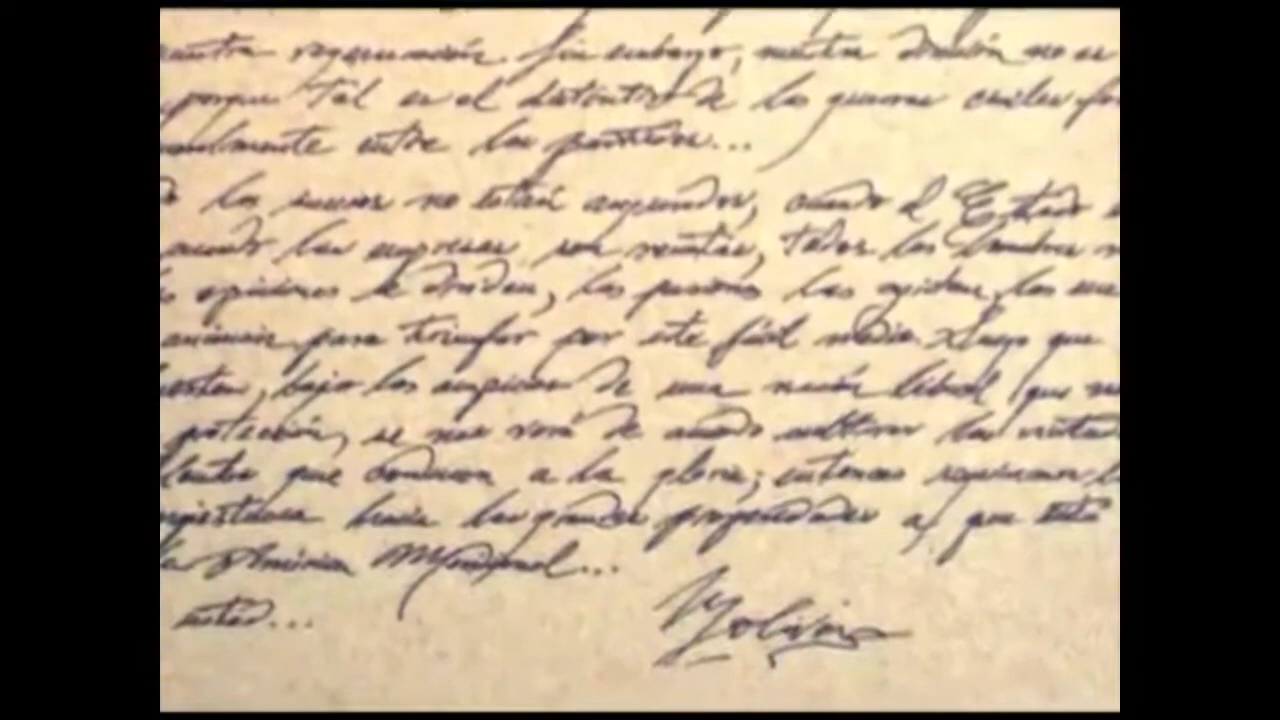 nuestra regeneración. Sin embargo, nuestra división no es
porque tal es el distintivo de las guerras civiles
entre los partidos...
los sucesos no están asegurados, cuando el Estado
cuando las empresas son remotas, todos los hombres
opiniones se dividen, las pasiones las agitan, los
para triunfar por este fácil medio. Luego que
bajo los auspicios de una nación liberal que
protección, se nos verá de acuerdo cultivar las
que conducen a la gloria; entonces seguiremos la
hacia las grandes prosperidades a que está
la América Meridional...
usted...
Bolívar